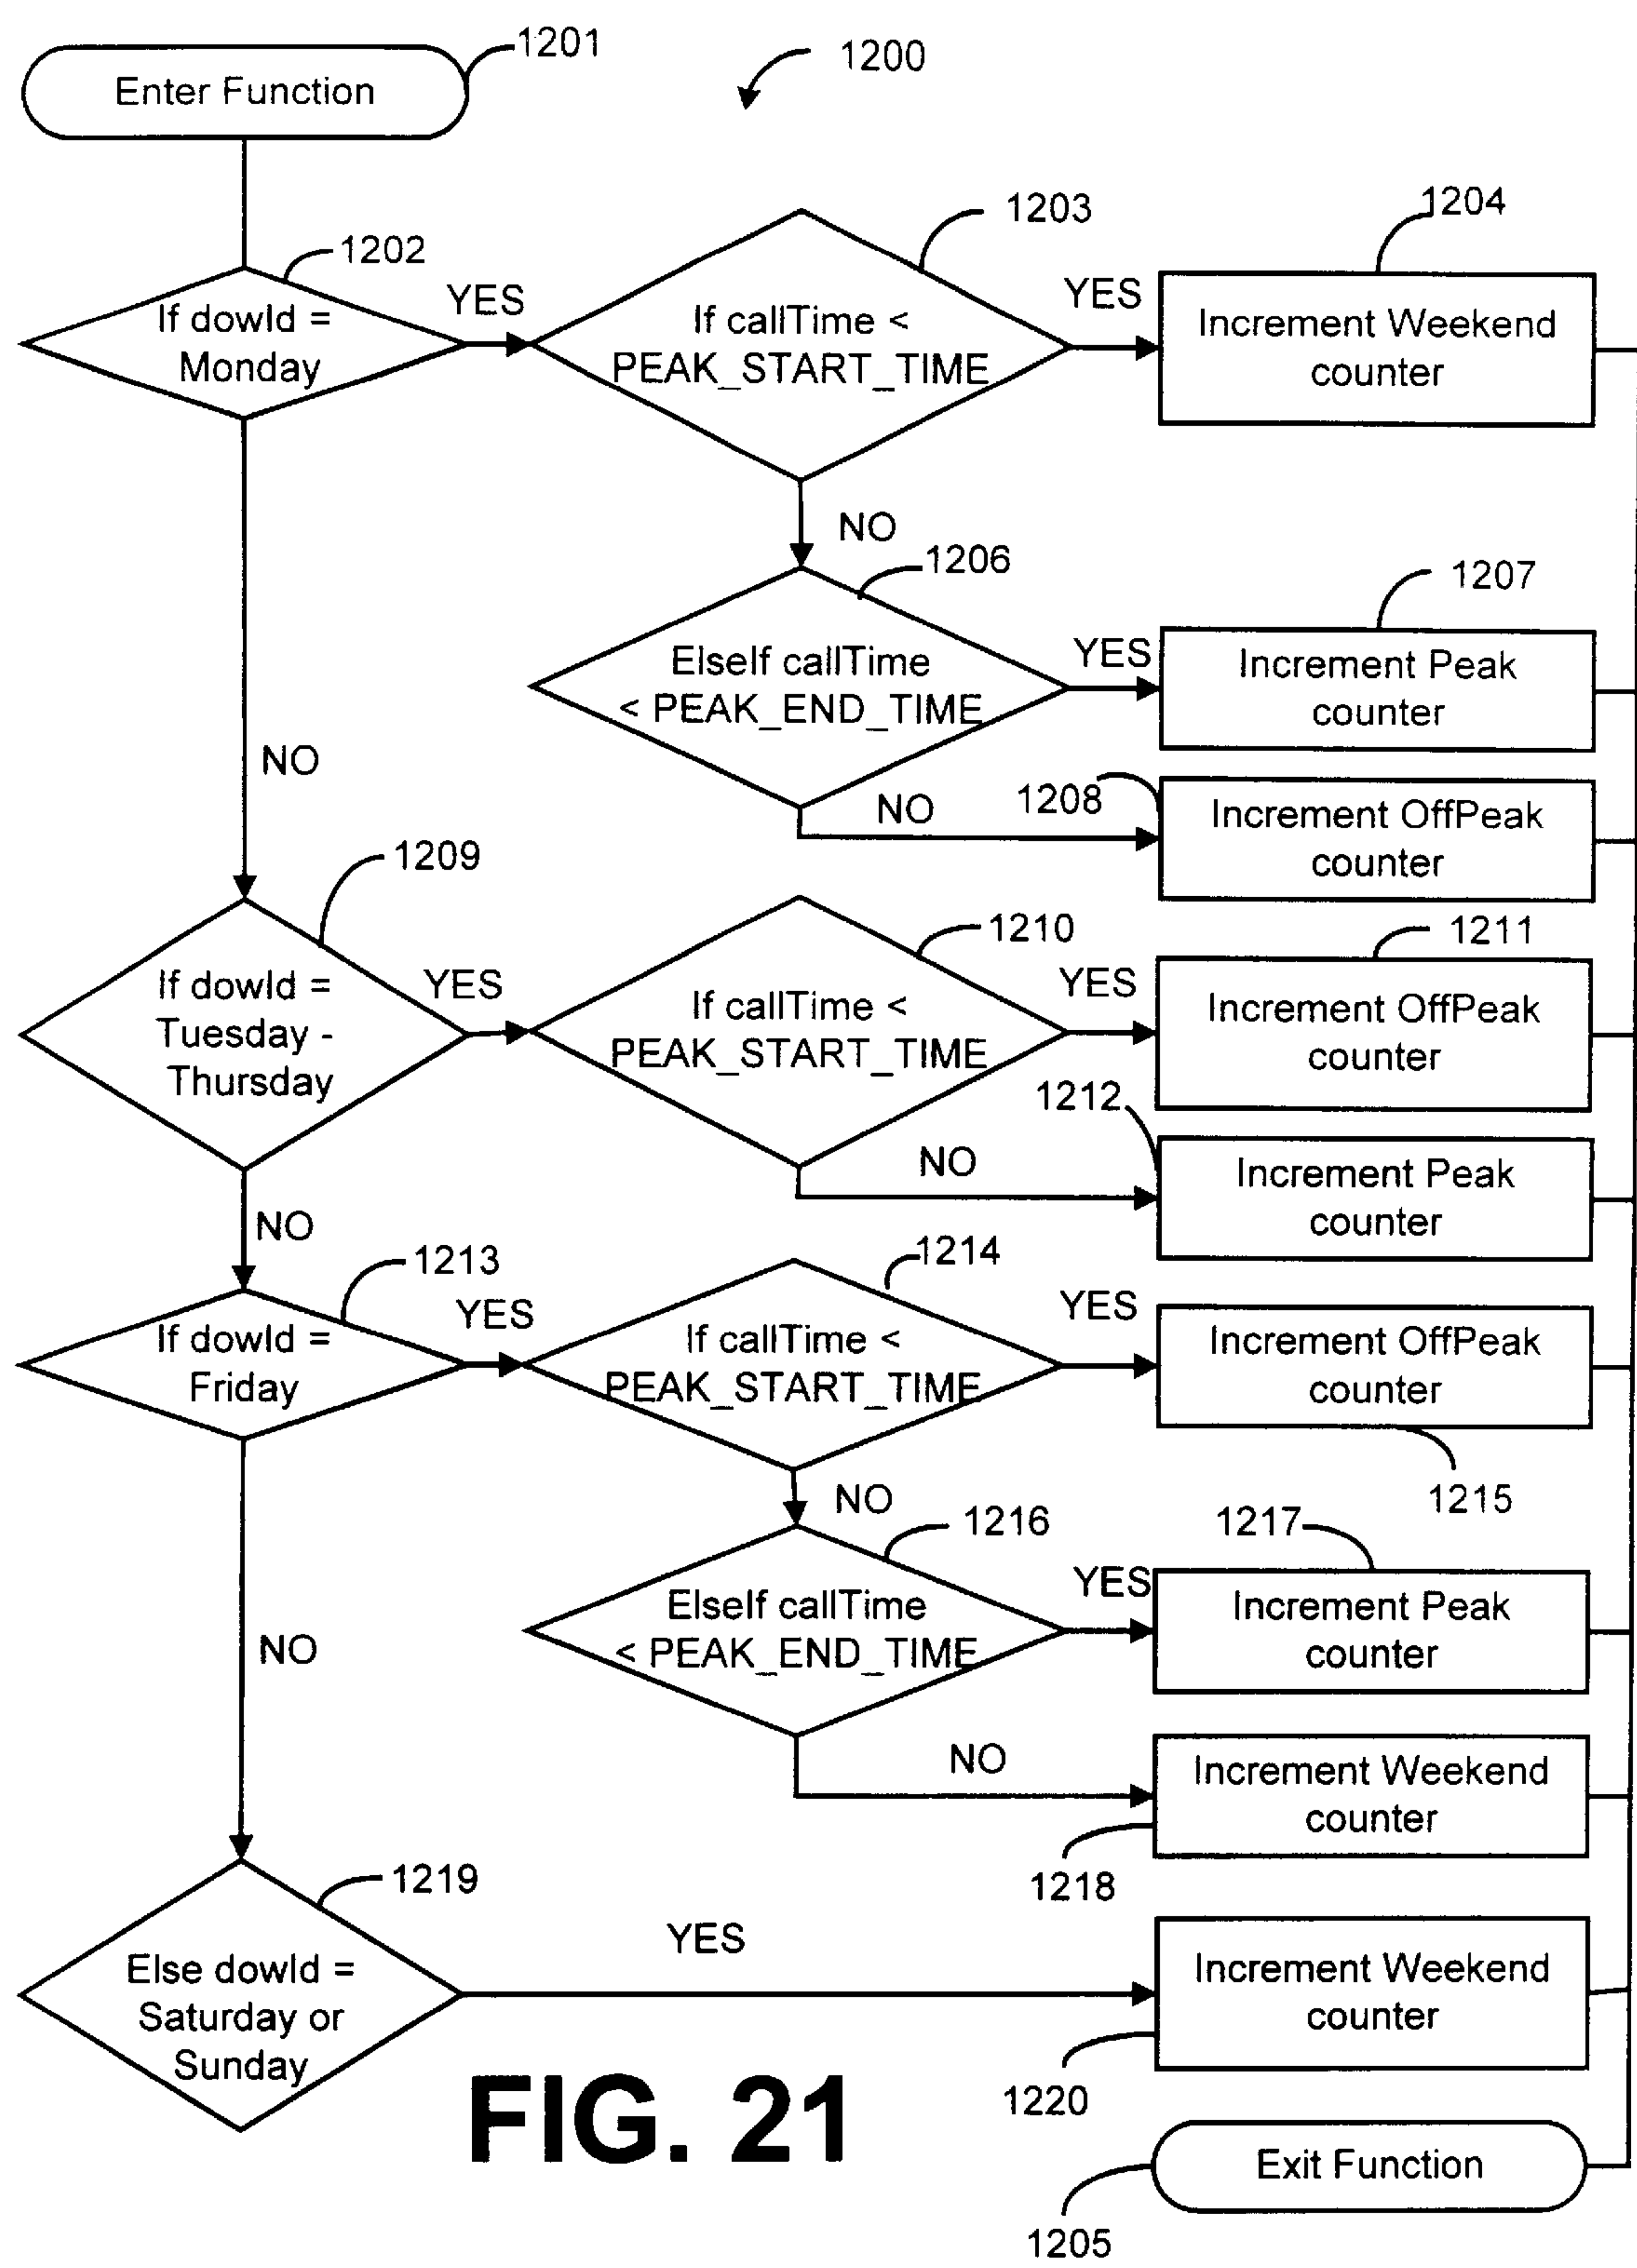 1201
Enter Function
1200
1202
If dowId =
Monday
YES
1203
If callTime <
PEAK_START_TIME
YES
1204
Increment Weekend
counter
NO
1206
ElseIf callTime
< PEAK_END_TIME
YES
1207
Increment Peak
counter
NO
NO
1208
Increment OffPeak
counter
1209
If dowId =
Tuesday -
Thursday
YES
1210
If callTime <
PEAK_START_TIME
YES
1211
Increment OffPeak
counter
1212
NO
Increment Peak
counter
NO
1213
If dowId =
Friday
YES
1214
If callTime <
PEAK_START_TIME
YES
Increment OffPeak
counter
1215
NO
1216
ElseIf callTime
< PEAK_END_TIME
YES
1217
Increment Peak
counter
NO
NO
Increment Weekend
counter
1218
1219
Else dowId =
Saturday or
Sunday
YES
Increment Weekend
counter
1220
FIG. 21
Exit Function
1205